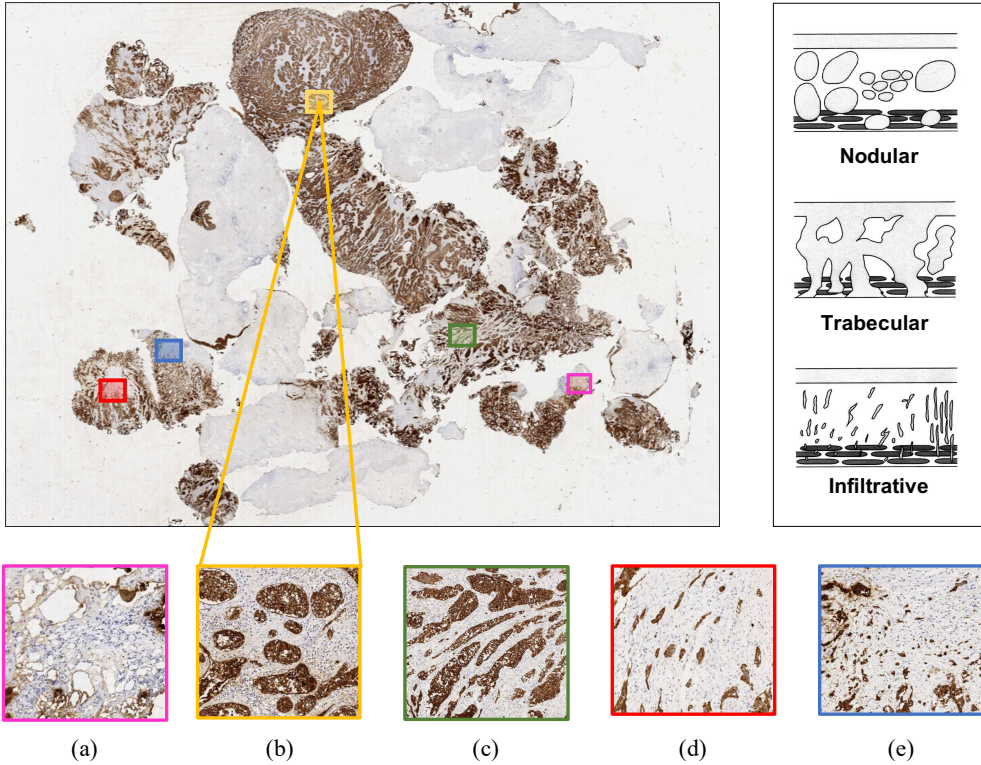 Nodular
Trabecular
Infiltrative
(a)
(b)
(c)
(d)
(e)